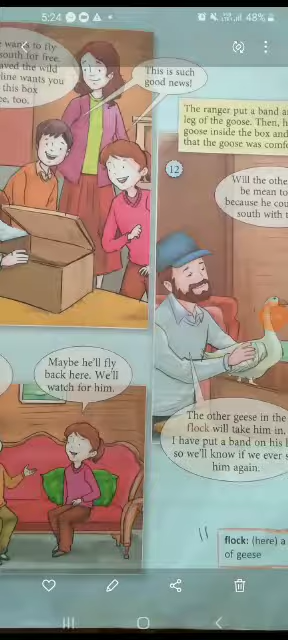 5:24
48%
wants to fly
south for free.
aved the wild
line wants you
this box
too.
This is such
good news!
The ranger put a band
leg of the goose. Then, h
goose inside the box and
that the goose was comf
12
Will the othe
be mean to
because he cou
south with t
Maybe he'll fly
back here. We'll
watch for him.
The other geese in the
flock will take him in.
I have put a band on his
so we'll know if we ever s
him again.
11
flock: (here) a
of geese